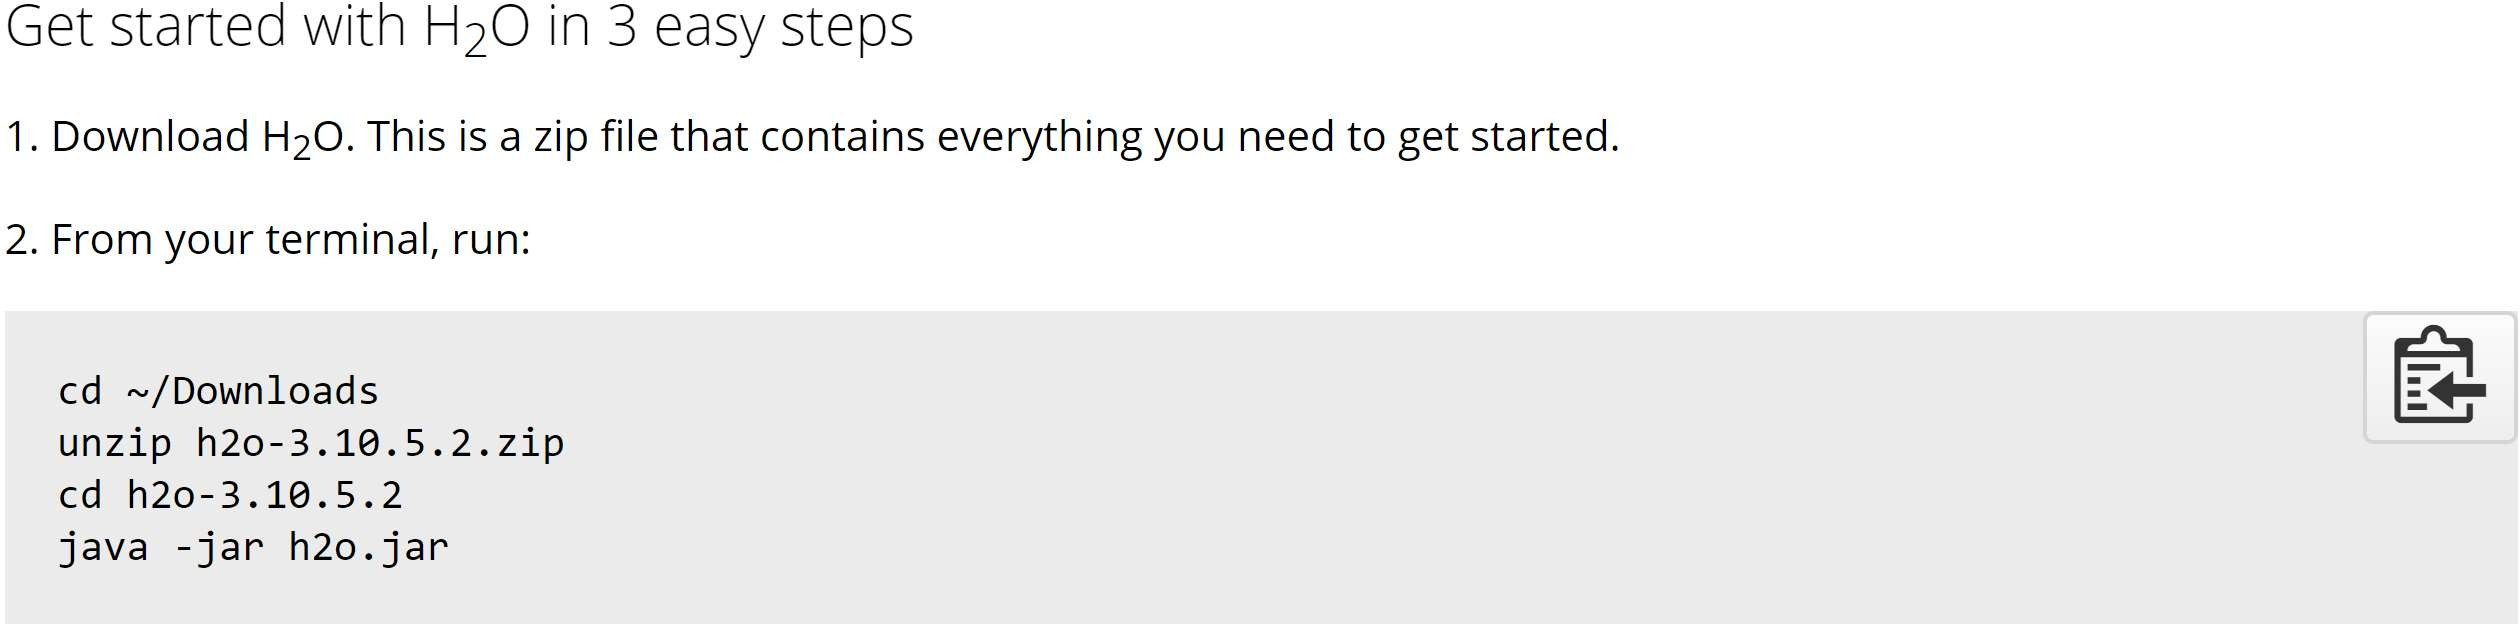 Get started with H₂O in 3 easy steps
1. Download H₂O. This is a zip file that contains everything you need to get started.
2. From your terminal, run:
cd ~/Downloads
unzip h2o-3.10.5.2.zip
cd h2o-3.10.5.2
java -jar h2o.jar